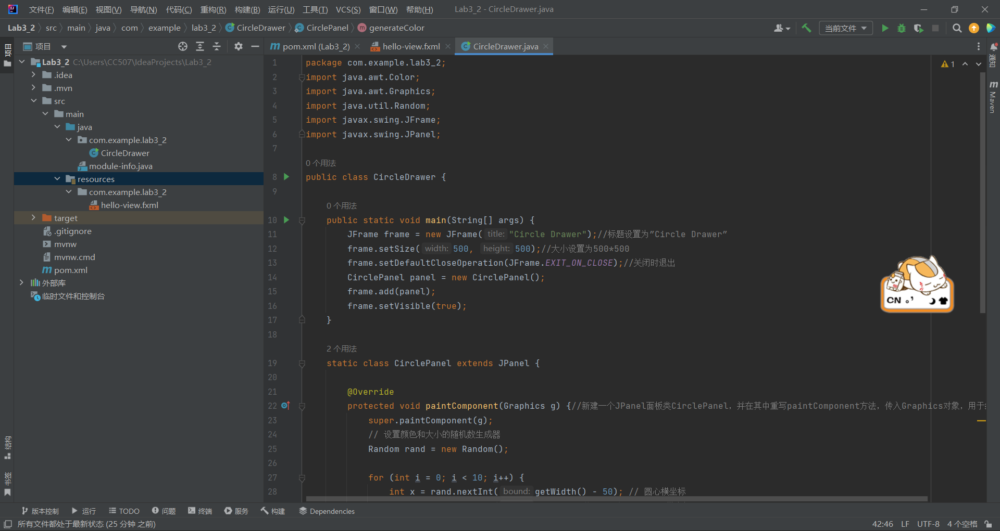 文件(F) 编辑(E) 视图(V) 导航(N) 代码(C) 重构(R) 构建(B) 运行(U) 工具(T) VCS(S) 窗口(W) 帮助(H) Lab3_2 - CircleDrawer.java
Lab3_2 src main java com example lab3_2 CircleDrawer CirclePanel generateColor 当前文件
项目
项目
Lab3_2 C:\Users\CC507\IdeaProjects\Lab3_2
.idea
.mvn
src
main
java
com.example.lab3_2
CircleDrawer
module-info.java
resources
com.example.lab3_2
hello-view.fxml
target
.gitignore
mvnw
mvnw.cmd
pom.xml
外部库
临时文件和控制台
结构
书签
pom.xml (Lab3_2) hello-view.fxml CircleDrawer.java
1 package com.example.lab3_2;
2 import java.awt.Color;
3 import java.awt.Graphics;
4 import java.util.Random;
5 import javax.swing.JFrame;
6 import javax.swing.JPanel;
7
0 个用法
8 public class CircleDrawer {
9
0 个用法
10 public static void main(String[] args) {
11 JFrame frame = new JFrame( title: "Circle Drawer");//标题设置为”Circle Drawer”
12 frame.setSize( width: 500, height: 500);//大小设置为500*500
13 frame.setDefaultCloseOperation(JFrame.EXIT_ON_CLOSE);//关闭时退出
14 CirclePanel panel = new CirclePanel();
15 frame.add(panel);
16 frame.setVisible(true);
17 }
18
2 个用法
19 static class CirclePanel extends JPanel {
20
21 @Override
22 protected void paintComponent(Graphics g) {//新建一个JPanel面板类CirclePanel，并在其中重写paintComponent方法，传入Graphics对象，用于
23 super.paintComponent(g);
24 // 设置颜色和大小的随机数生成器
25 Random rand = new Random();
26
27 for (int i = 0; i < 10; i++) {
28 int x = rand.nextInt( bound: getWidth() - 50); // 圆心横坐标
1
通知
m Maven
CN 。’
版本控制 运行 TODO 问题 终端 服务 构建 Dependencies
所有文件都处于最新状态 (25 分钟 之前) 42:46 LF UTF-8 4 个空格